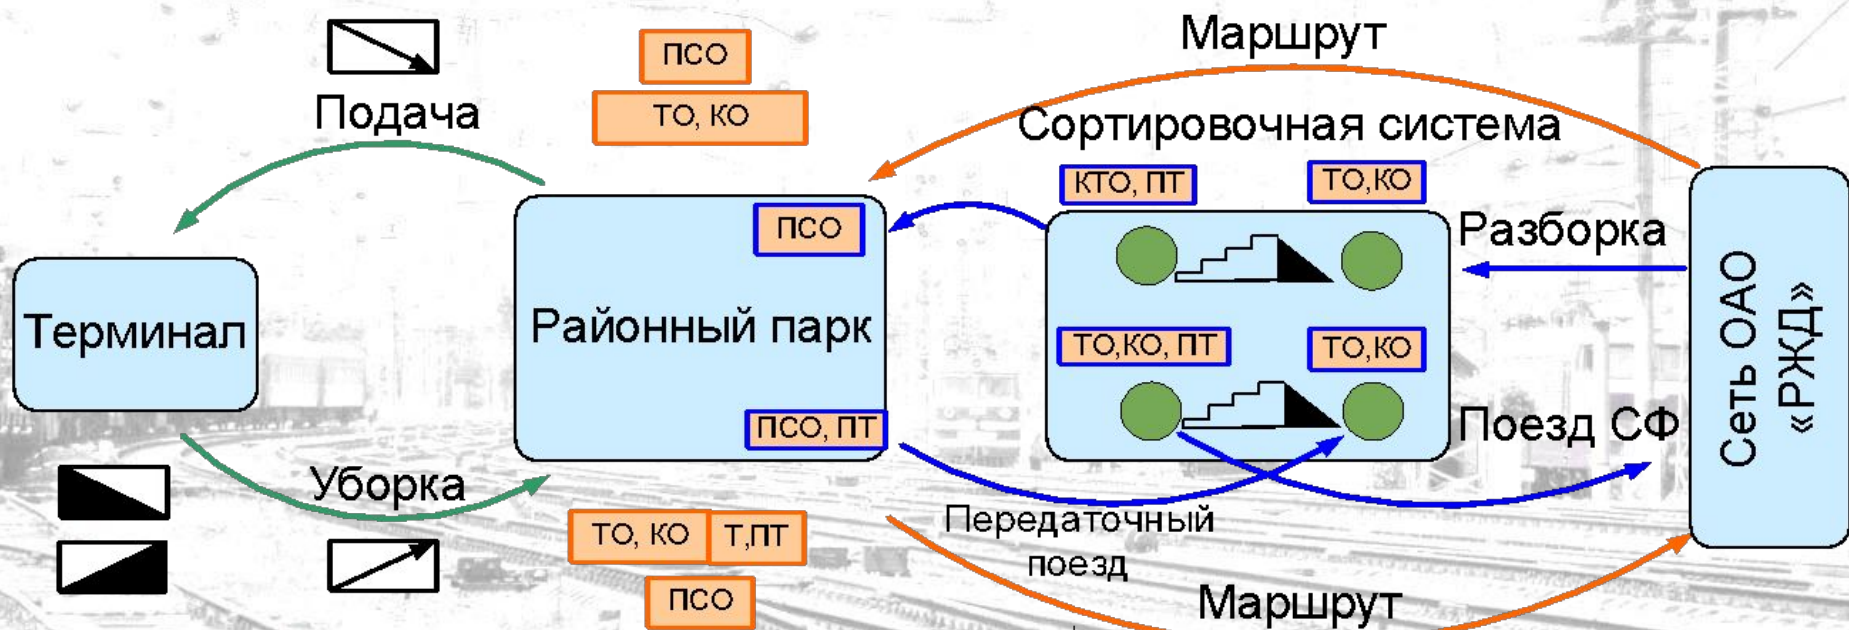 Маршрут
ПСО
ТО, КО
Подача
Сортировочная система
КТО, ПТ
ТО,КО
ПСО
Разборка
Терминал
Районный парк
ТО,КО, ПТ
ТО,КО
Сеть ОАО
«РЖД»
ПСО, ПТ
Поезд СФ
Уборка
ТО, КО
Т,ПТ
Передаточный
поезд
ПСО
Маршрут